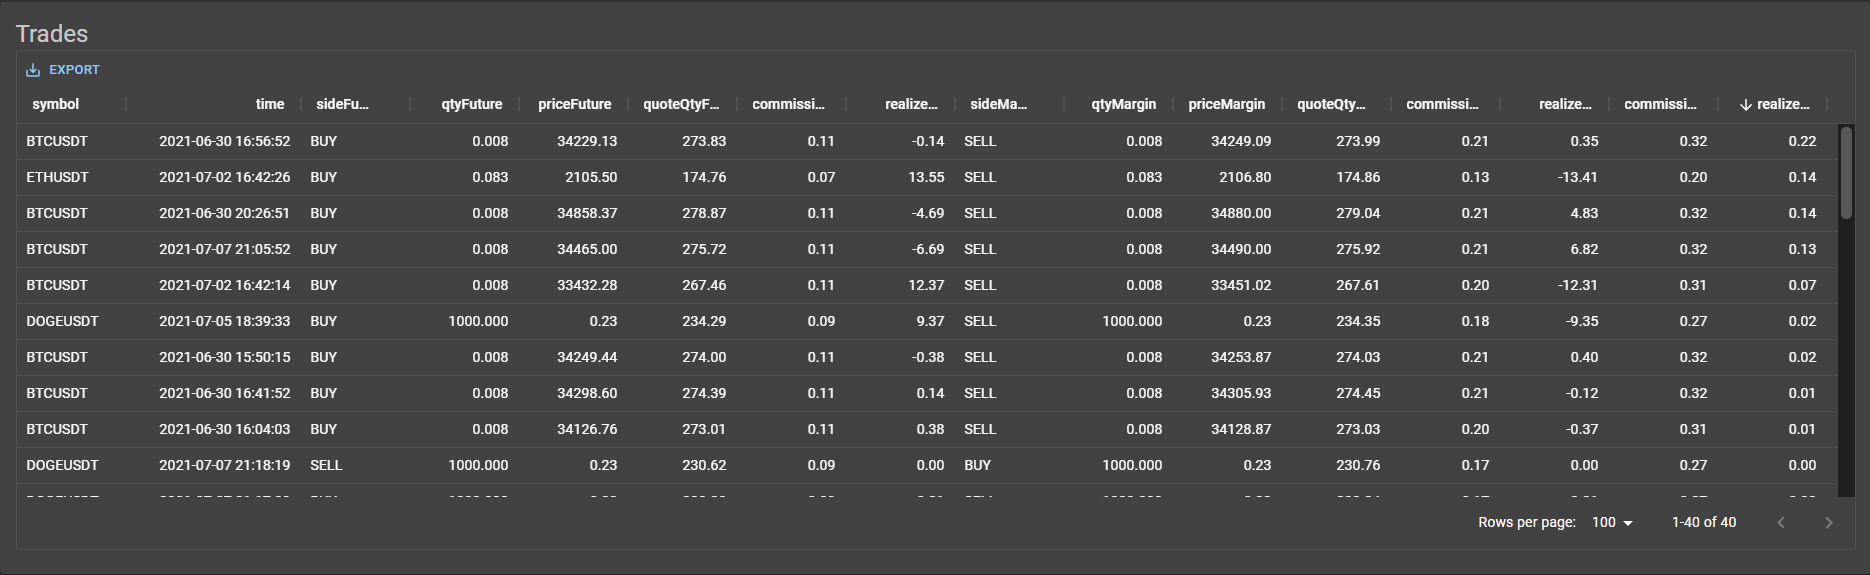 Trades
EXPORT
symbol time sideFu... qtyFuture priceFuture quoteQtyF... commissi... realize... sideMa... qtyMargin priceMargin quoteQty... commissi... realize... commissi... realize...
BTCUSDT 2021-06-30 16:56:52 BUY 0.008 34229.13 273.83 0.11 -0.14 SELL 0.008 34249.09 273.99 0.21 0.35 0.32 0.22
ETHUSDT 2021-07-02 16:42:26 BUY 0.083 2105.50 174.76 0.07 13.55 SELL 0.083 2106.80 174.86 0.13 -13.41 0.20 0.14
BTCUSDT 2021-06-30 20:26:51 BUY 0.008 34858.37 278.87 0.11 -4.69 SELL 0.008 34880.00 279.04 0.21 4.83 0.32 0.14
BTCUSDT 2021-07-07 21:05:52 BUY 0.008 34465.00 275.72 0.11 -6.69 SELL 0.008 34490.00 275.92 0.21 6.82 0.32 0.13
BTCUSDT 2021-07-02 16:42:14 BUY 0.008 33432.28 267.46 0.11 12.37 SELL 0.008 33451.02 267.61 0.20 -12.31 0.31 0.07
DOGEUSDT 2021-07-05 18:39:33 BUY 1000.000 0.23 234.29 0.09 9.37 SELL 1000.000 0.23 234.35 0.18 -9.35 0.27 0.02
BTCUSDT 2021-06-30 15:50:15 BUY 0.008 34249.44 274.00 0.11 -0.38 SELL 0.008 34253.87 274.03 0.21 0.40 0.32 0.02
BTCUSDT 2021-06-30 16:41:52 BUY 0.008 34298.60 274.39 0.11 0.14 SELL 0.008 34305.93 274.45 0.21 -0.12 0.32 0.01
BTCUSDT 2021-06-30 16:04:03 BUY 0.008 34126.76 273.01 0.11 0.38 SELL 0.008 34128.87 273.03 0.20 -0.37 0.31 0.01
DOGEUSDT 2021-07-07 21:18:19 SELL 1000.000 0.23 230.62 0.09 0.00 BUY 1000.000 0.23 230.76 0.17 0.00 0.27 0.00
Rows per page: 100 1-40 of 40